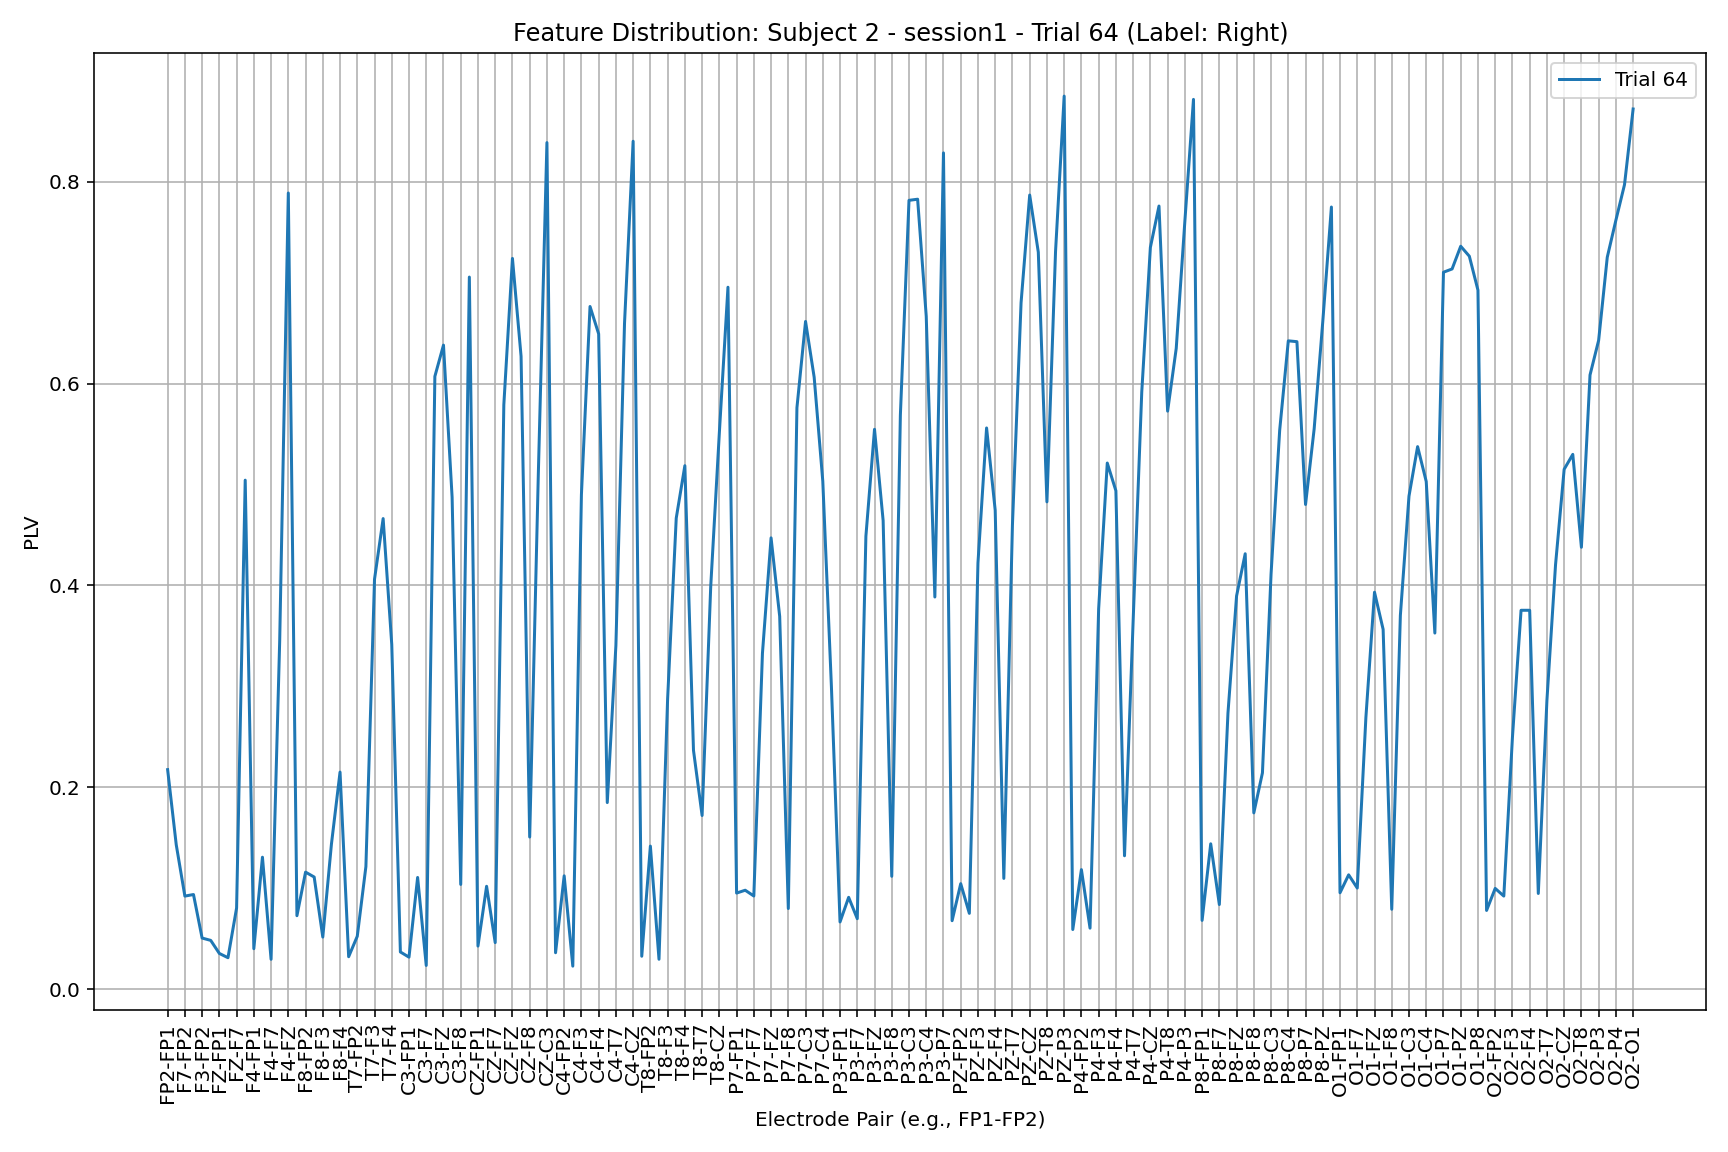 Feature Distribution: Subject 2 - session1 - Trial 64 (Label: Right)
Trial 64
PLV
0.8
0.6
0.4
0.2
0.0
FP2-FP1
F7-FP2
F3-FP2
FZ-FP1
FZ-F7
F4-FP1
F4-F7
F4-FZ
F8-FP2
F8-F3
F8-F4
T7-FP2
T7-F3
T7-F4
C3-FP1
C3-F7
C3-FZ
C3-F8
CZ-FP1
CZ-F7
CZ-FZ
CZ-F8
CZ-C3
C4-FP2
C4-F3
C4-F4
C4-T7
C4-CZ
T8-FP2
T8-F3
T8-F4
T8-T7
T8-CZ
P7-FP1
P7-F7
P7-FZ
P7-F8
P7-C3
P7-C4
P3-FP1
P3-F7
P3-FZ
P3-F8
P3-C3
P3-C4
P3-P7
PZ-FP2
PZ-F3
PZ-F4
PZ-T7
PZ-CZ
PZ-T8
PZ-P3
P4-FP2
P4-F3
P4-F4
P4-T7
P4-CZ
P4-T8
P4-P3
P8-FP1
P8-F7
P8-FZ
P8-F8
P8-C3
P8-C4
P8-P7
P8-PZ
O1-FP1
O1-F7
O1-FZ
O1-F8
O1-C3
O1-C4
O1-P7
O1-PZ
O1-P8
O2-FP2
O2-F3
O2-F4
O2-T7
O2-CZ
O2-T8
O2-P3
O2-P4
O2-O1
Electrode Pair (e.g., FP1-FP2)